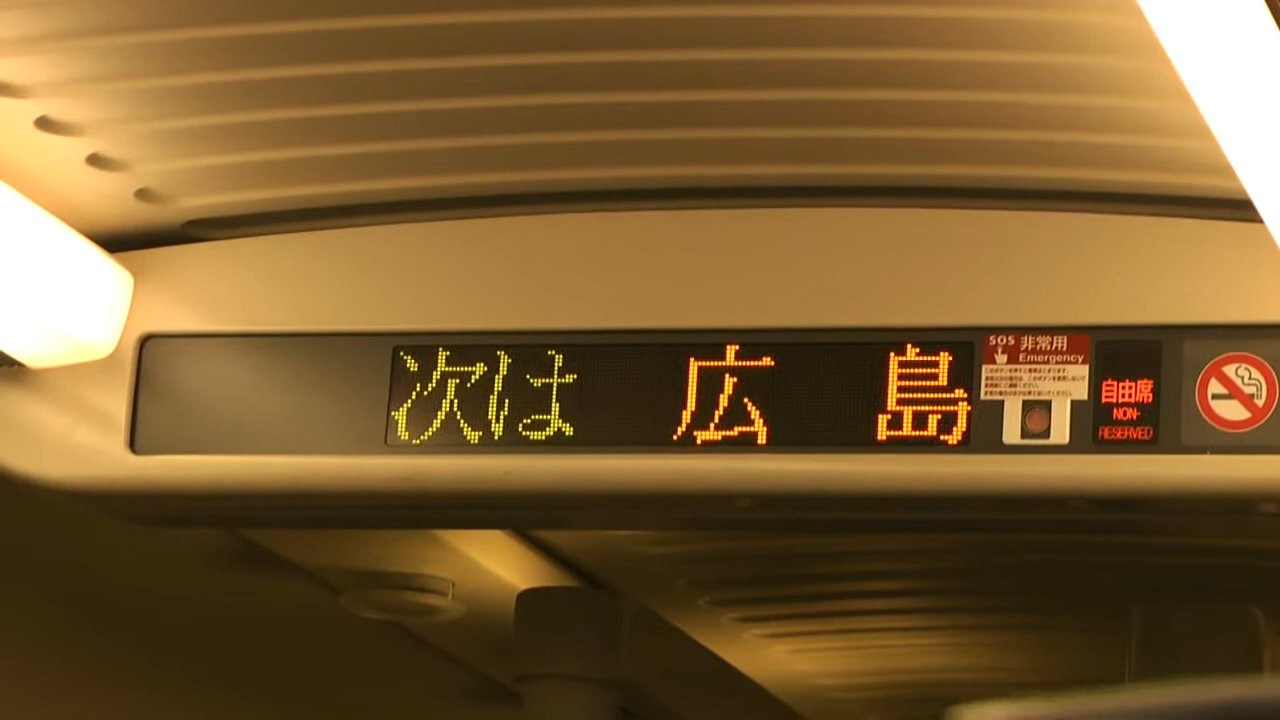 次は 広 島
SOS 非常用
Emergency
自由席
NON-
RESERVED